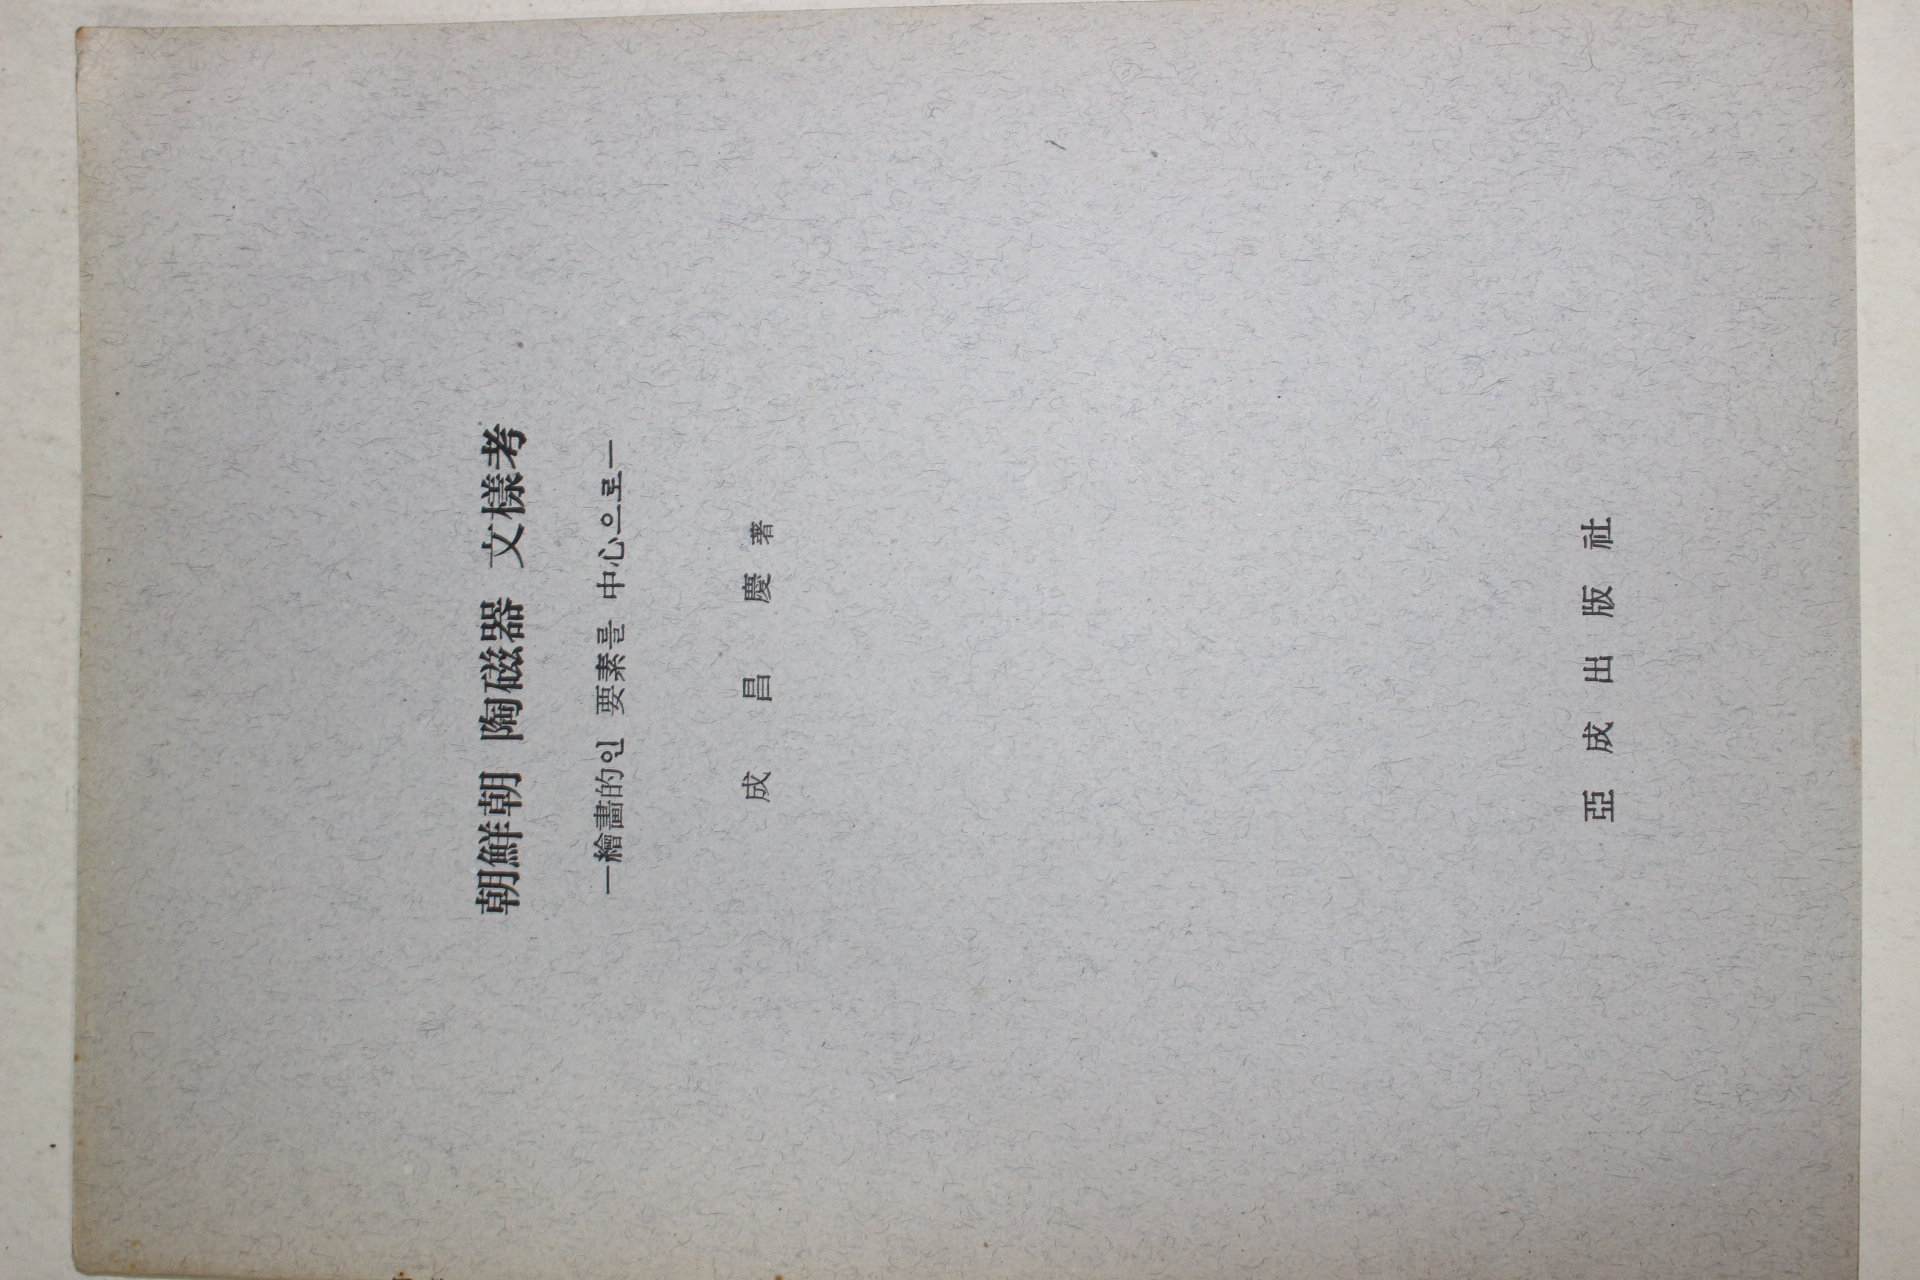 朝鮮朝 陶磁器 文樣考
―繪畫的인 要素를 中心으로―
成昌慶 著
亞成出版社